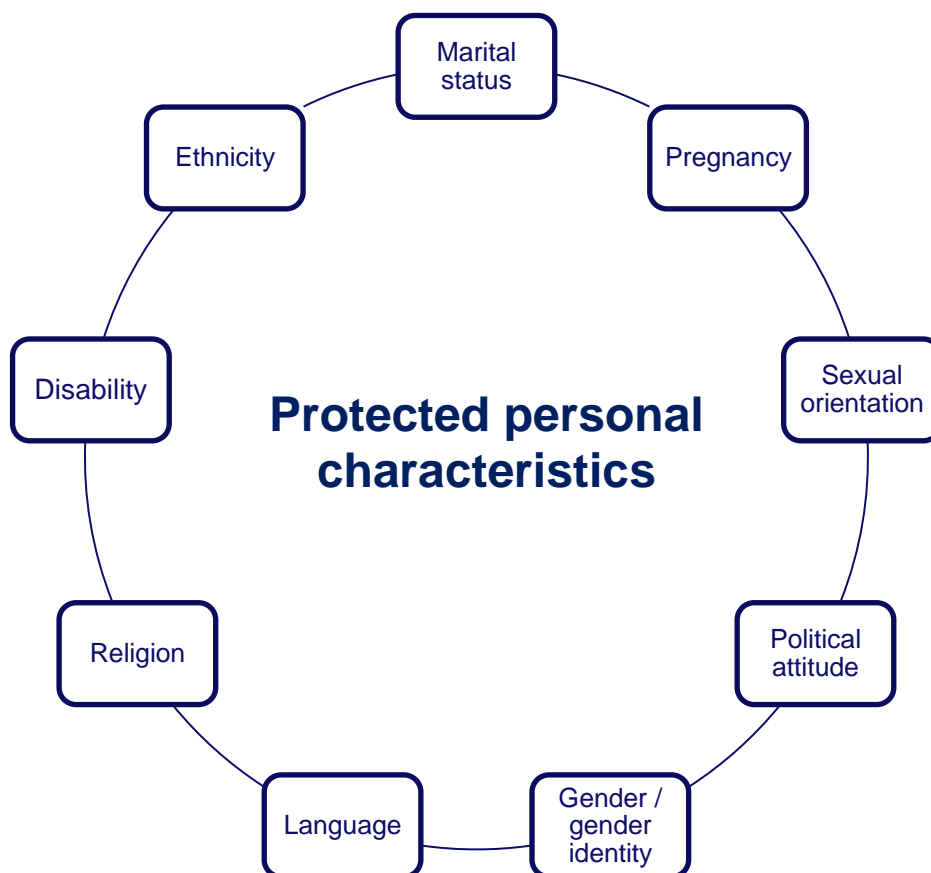 Marital
status
Ethnicity
Pregnancy
Disability
Sexual
orientation
Protected personal
characteristics
Religion
Political
attitude
Language
Gender /
gender
identity